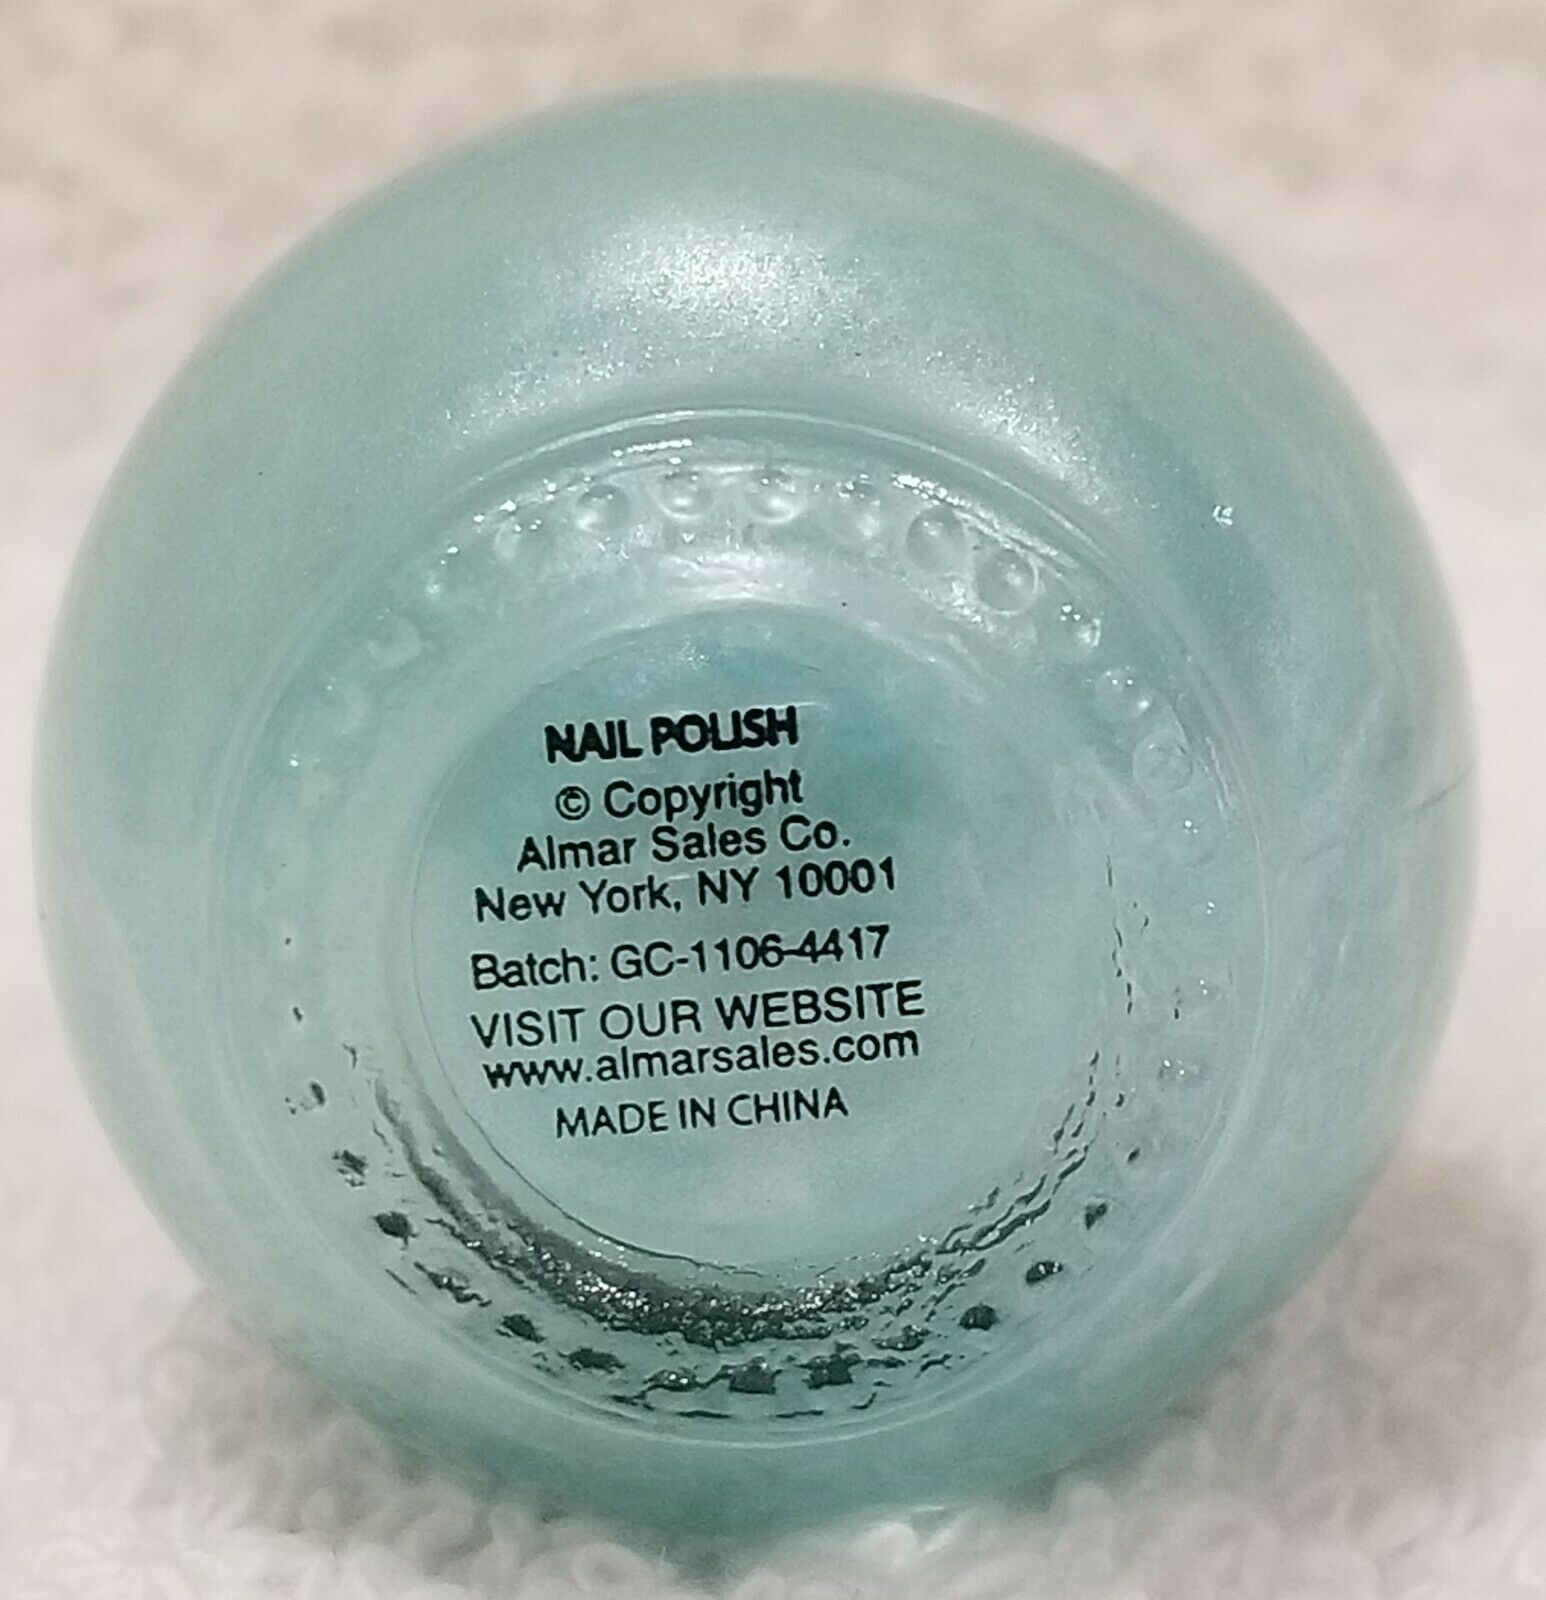 NAIL POLISH
© Copyright
Almar Sales Co.
New York, NY 10001
Batch: GC-1106-4417
VISIT OUR WEBSITE
www.almarsales.com
MADE IN CHINA